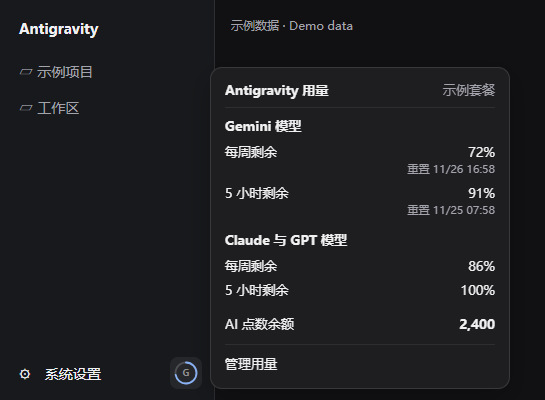 Antigravity
示例项目
工作区
系统设置
G
示例数据 · Demo data
Antigravity 用量 示例套餐
Gemini 模型
每周剩余 72%
重置 11/26 16:58
5 小时剩余 91%
重置 11/25 07:58
Claude 与 GPT 模型
每周剩余 86%
5 小时剩余 100%
AI 点数余额 2,400
管理用量